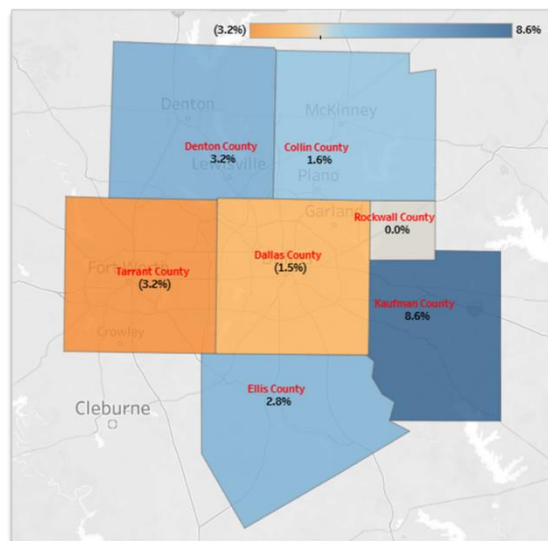 (3.2%) 8.6%
Denton
McKinney
Denton County
3.2%
Collin County
1.6%
Lewisville
Plano
Garland
Rockwall County
0.0%
Dallas County
(1.5%)
Fort Worth
Tarrant County
(3.2%)
Kaufman County
8.6%
Crowley
Ellis County
2.8%
Cleburne